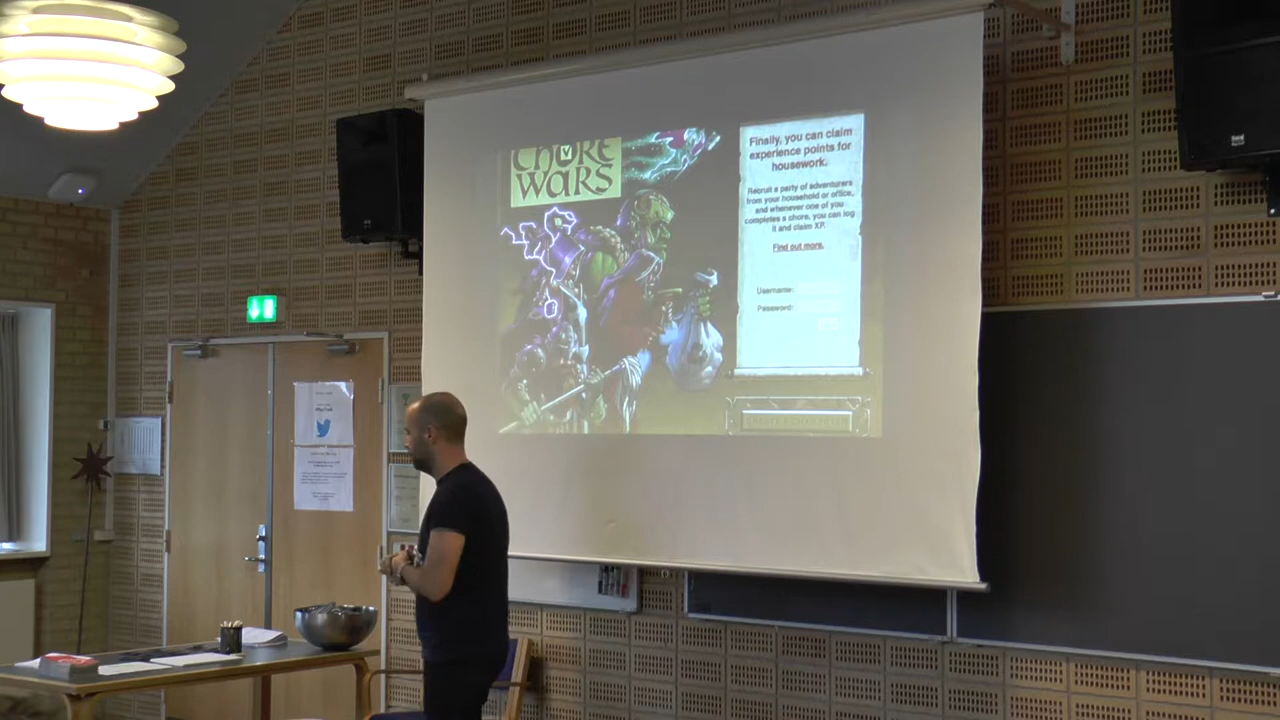 CHORE
WARS
Finally, you can claim
experience points for
housework.
Recruit a party of adventurers
from your household or office,
and whenever one of you
completes a chore, you can log
it and claim XP.
Find out more.
Username:
Password:
CREATE A CHARACTER